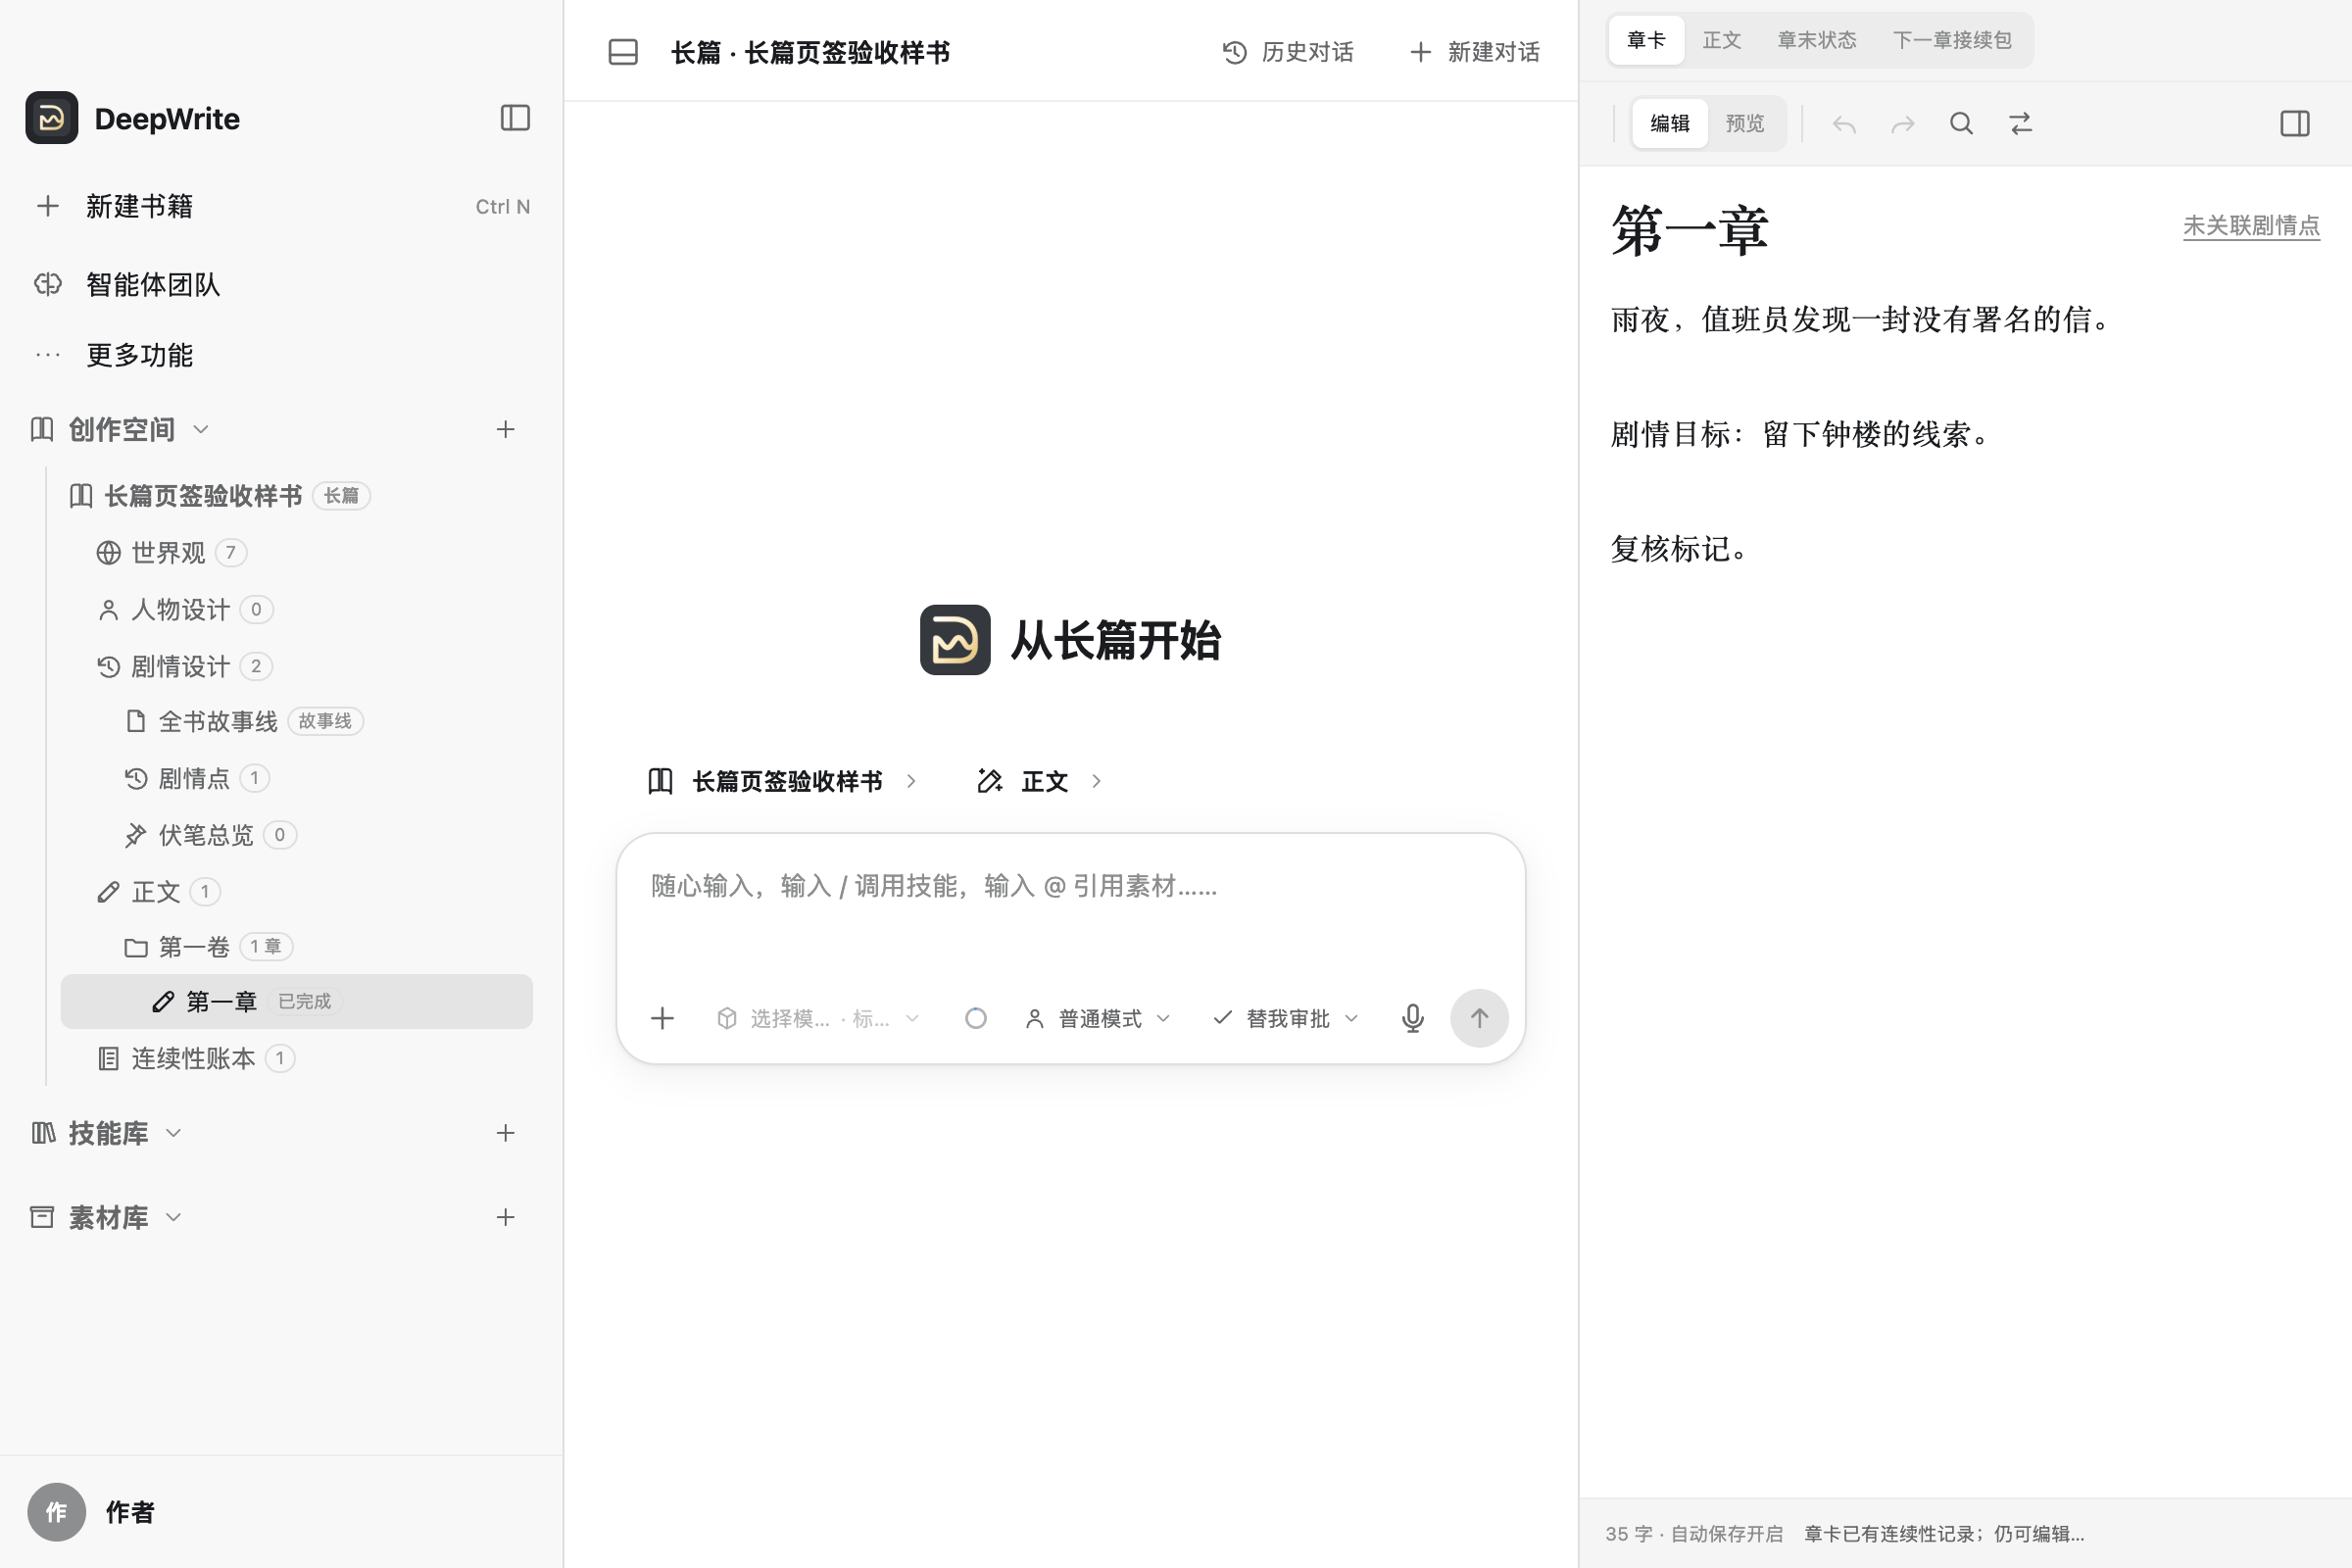 DeepWrite
新建书籍 Ctrl N
智能体团队
更多功能
创作空间
长篇页签验收样书 长篇
世界观 7
人物设计 0
剧情设计 2
全书故事线 故事线
剧情点 1
伏笔总览 0
正文 1
第一卷 1 章
第一章 已完成
连续性账本 1
技能库
素材库
作 作者
长篇 · 长篇页签验收样书 历史对话 新建对话
从长篇开始
长篇页签验收样书 正文
随心输入，输入 / 调用技能，输入 @ 引用素材……
选择模... · 标... 普通模式 替我审批
章卡 正文 章末状态 下一章接续包
编辑 预览
第一章 未关联剧情点
雨夜，值班员发现一封没有署名的信。
剧情目标：留下钟楼的线索。
复核标记。
35 字 · 自动保存开启 章卡已有连续性记录；仍可编辑...